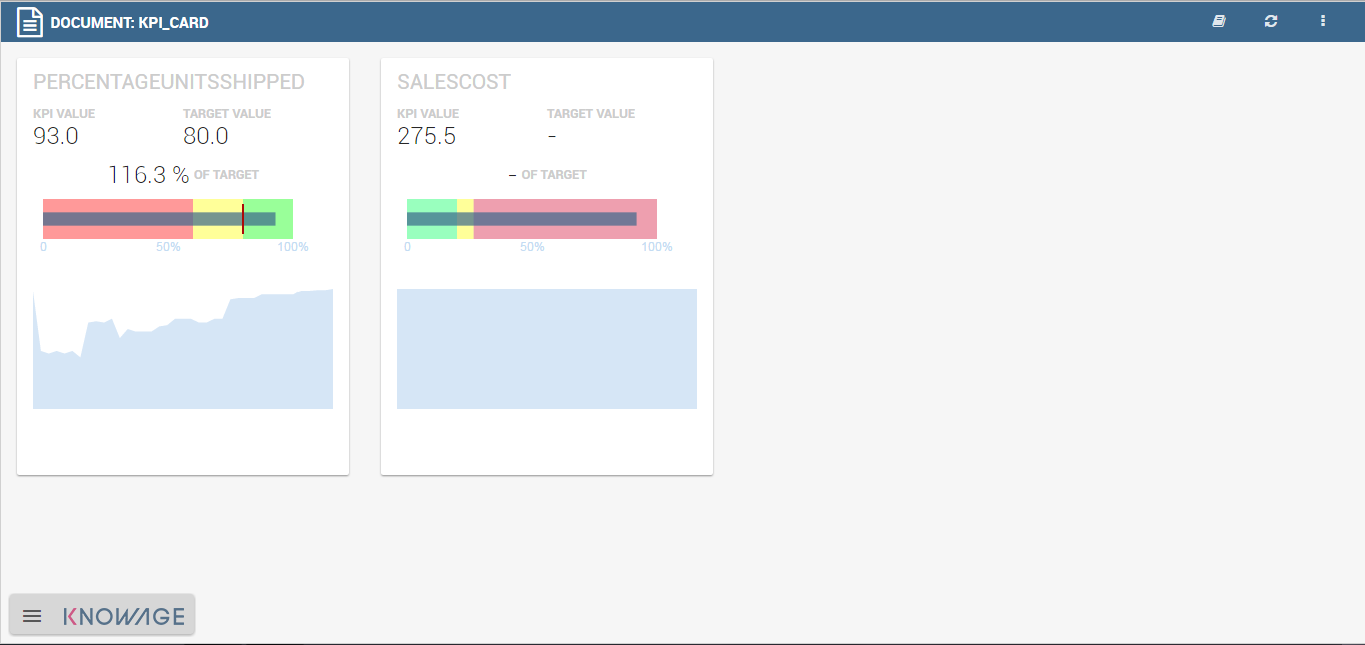 DOCUMENT: KPI_CARD
PERCENTAGEUNITSSHIPPED
KPI VALUE TARGET VALUE
93.0 80.0
116.3 % OF TARGET
0 50% 100%
SALESCOST
KPI VALUE TARGET VALUE
275.5 -
- OF TARGET
0 50% 100%
KNOWAGE